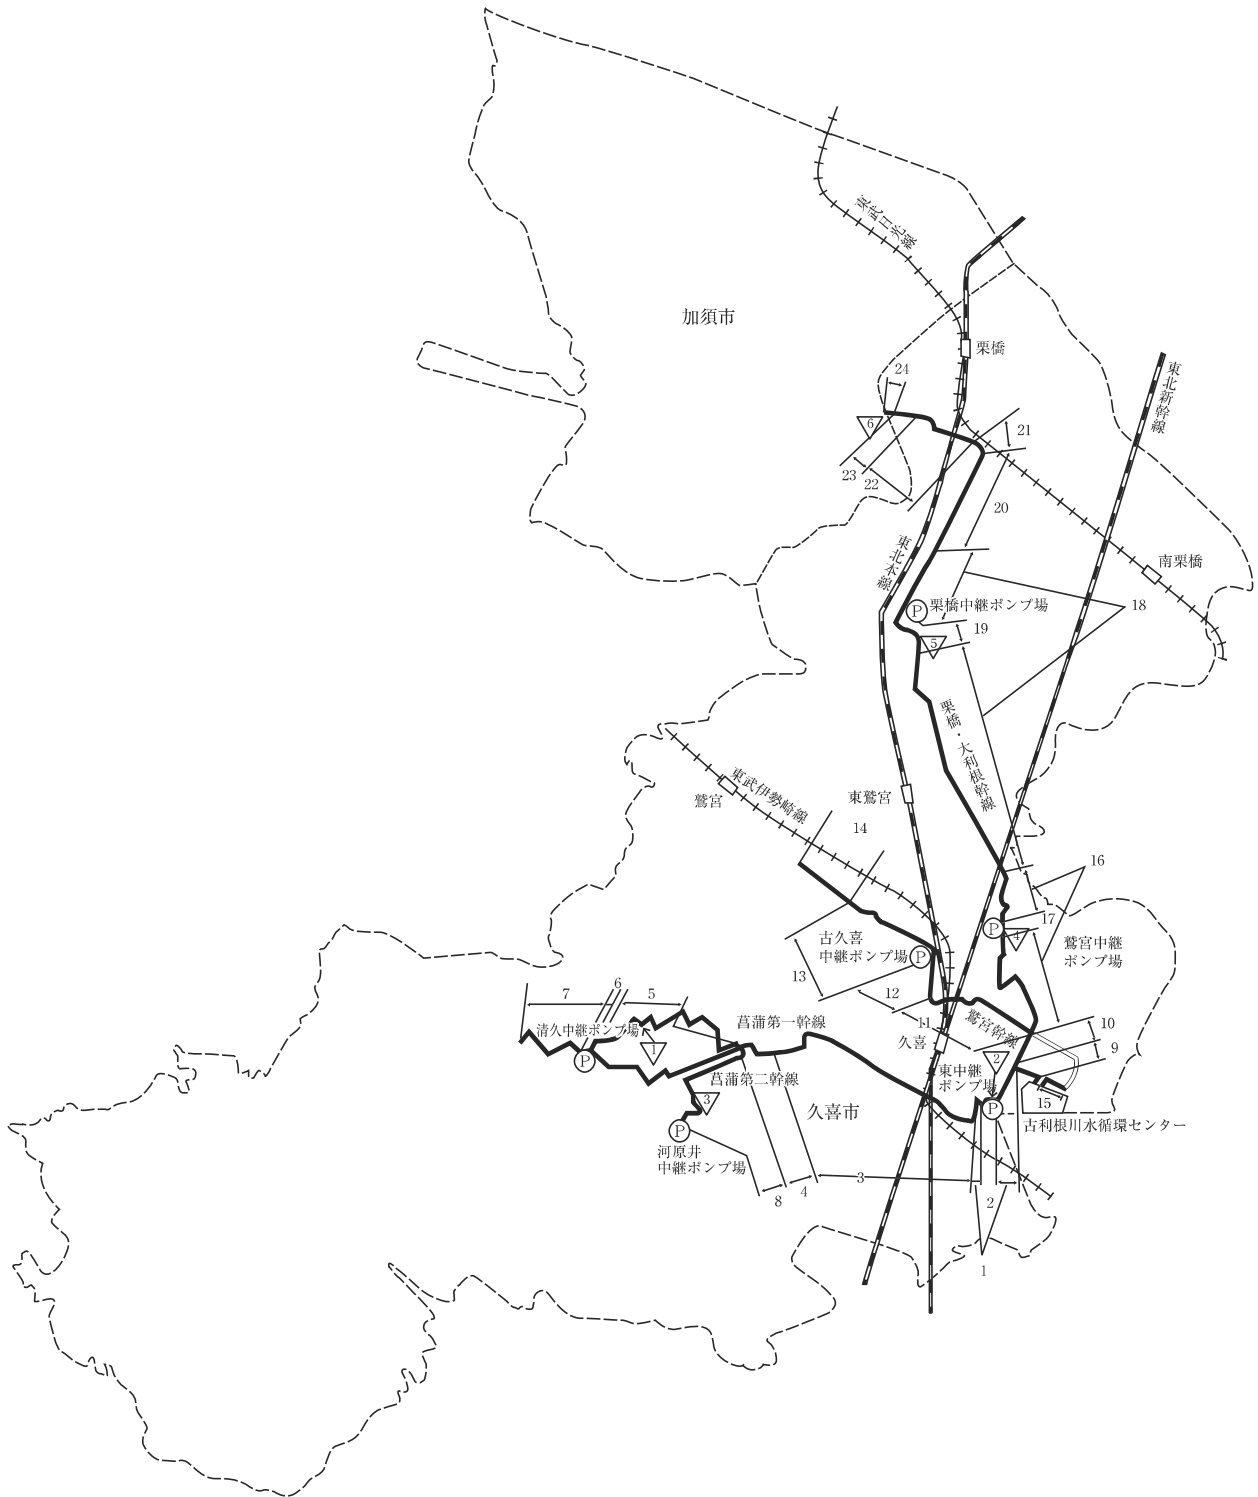 東武日光線
加須市
栗橋
東北新幹線
24
6
21
23
22
20
東北本線
南栗橋
栗橋中継ポンプ場
P
18
19
5
栗橋・大利根幹線
東武伊勢崎線
鷲宮
東鷲宮
14
16
17
P
4
古久喜
中継ポンプ場
P
鷲宮中継
ポンプ場
13
12
6
7
5
11
鷲宮幹線
10
9
清久中継ポンプ場
菖蒲第一幹線
久喜
1
P
2
菖蒲第二幹線
東中継
ポンプ場
3
久喜市
P
15
古利根川水循環センター
P
河原井
中継ポンプ場
3
4
8
2
1